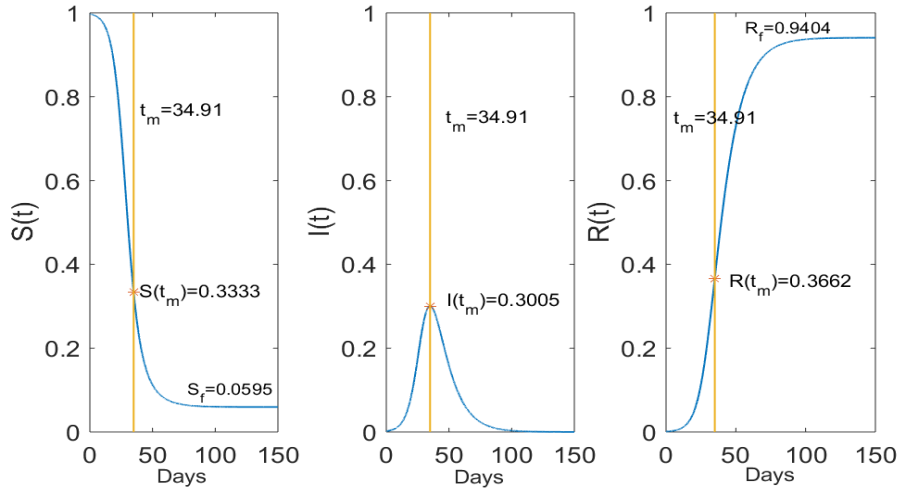 S(t)
1
0.8
0.6
0.4
0.2
0
0
50
100
150
Days
t_m=34.91
S(t_m)=0.3333
S_f=0.0595
I(t)
1
0.8
0.6
0.4
0.2
0
0
50
100
150
Days
t_m=34.91
I(t_m)=0.3005
R(t)
1
0.8
0.6
0.4
0.2
0
0
50
100
150
Days
R_f=0.9404
t_m=34.91
R(t_m)=0.3662